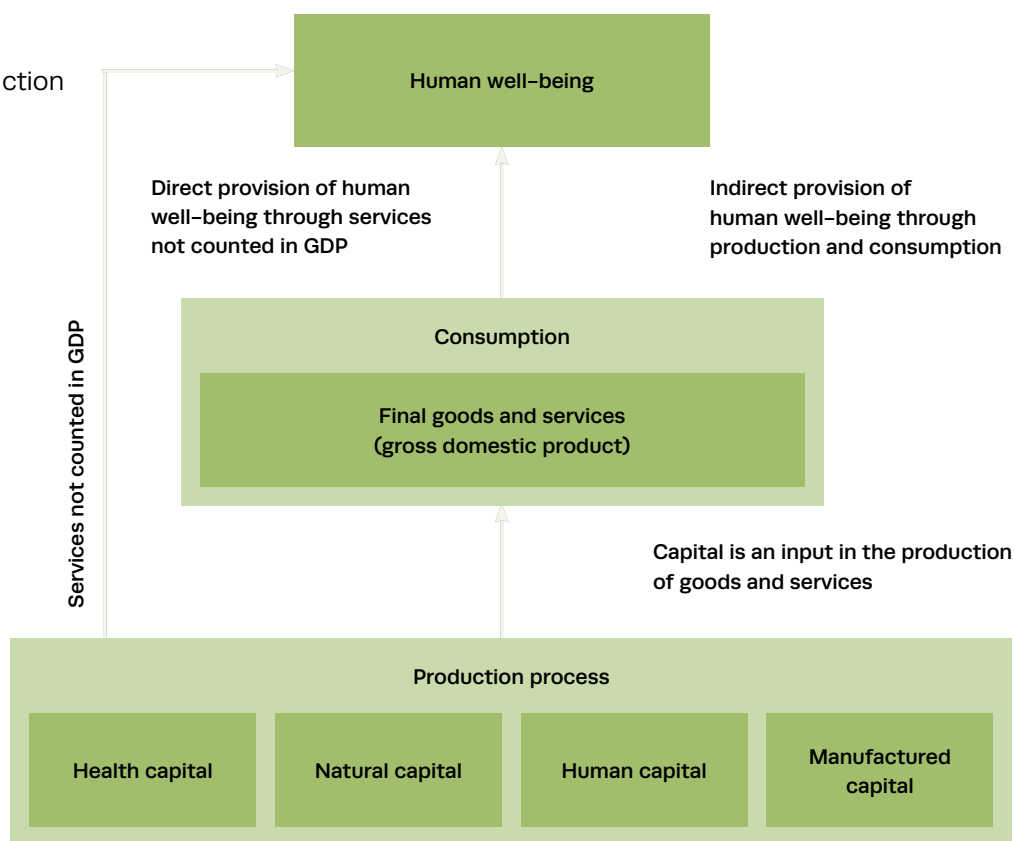 ction
Human well–being
Direct provision of human
well–being through services
not counted in GDP
Indirect provision of
human well–being through
production and consumption
Services not counted in GDP
Consumption
Final goods and services
(gross domestic product)
Capital is an input in the production
of goods and services
Production process
Health capital
Natural capital
Human capital
Manufactured
capital